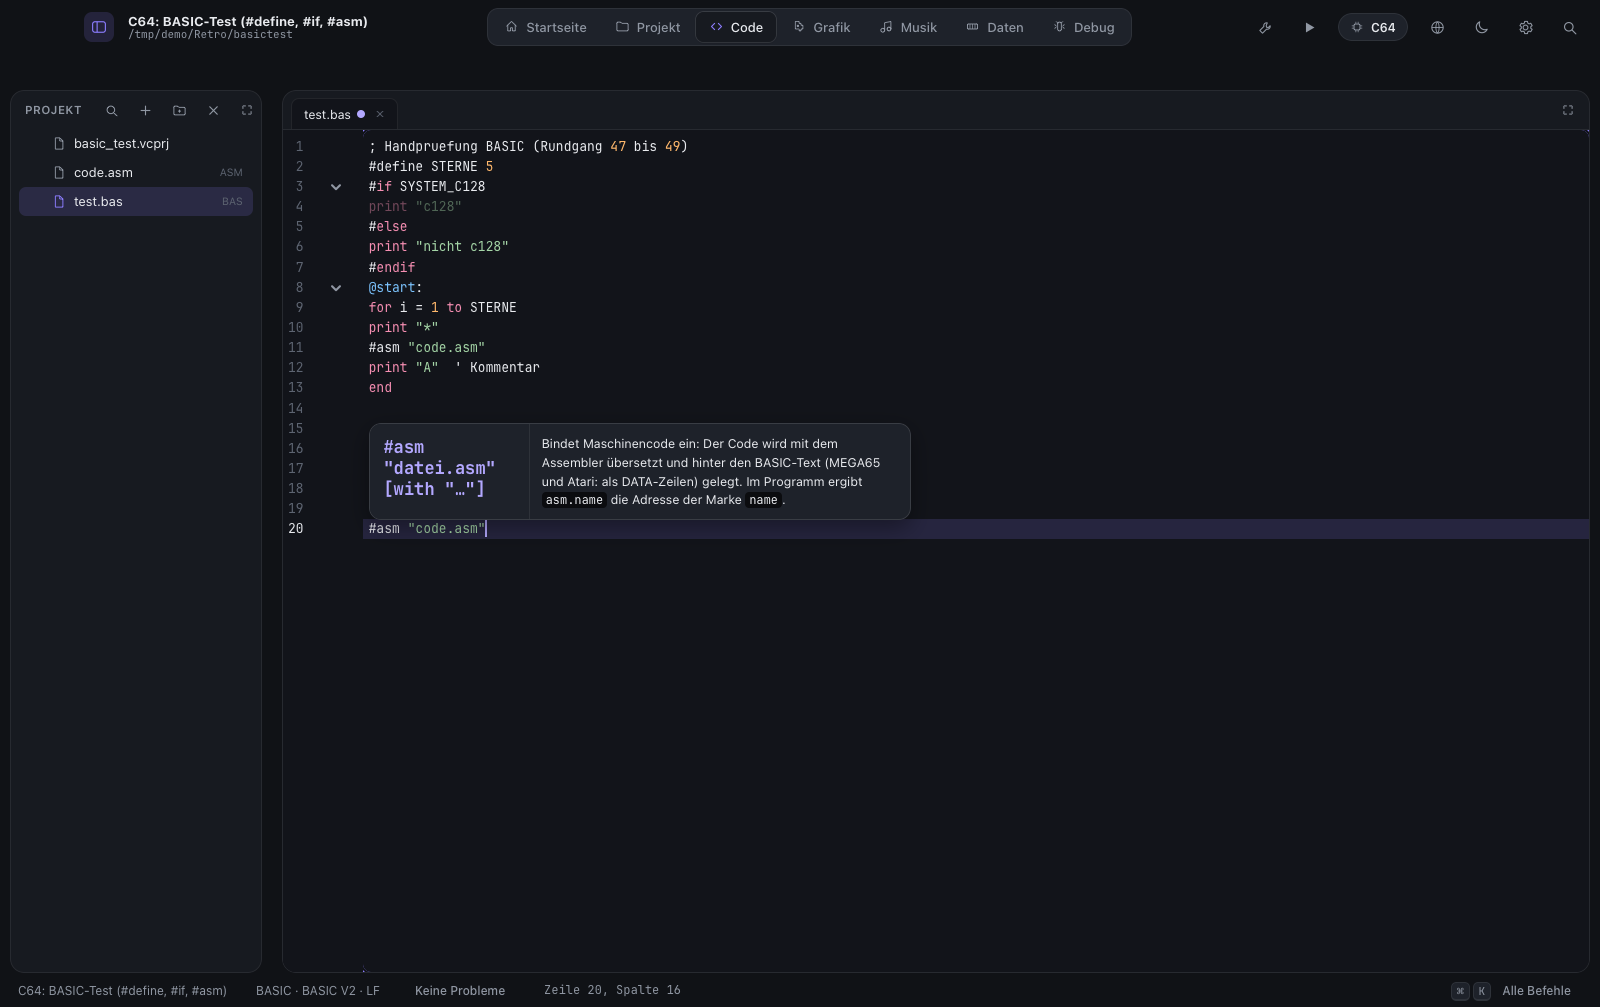 C64: BASIC-Test (#define, #if, #asm)
/tmp/demo/Retro/basictest
Startseite
Projekt
Code
Grafik
Musik
Daten
Debug
C64
PROJEKT
basic_test.vcprj
code.asm ASM
test.bas BAS
test.bas
1 ; Handpruefung BASIC (Rundgang 47 bis 49)
2 #define STERNE 5
3 #if SYSTEM_C128
4 print "c128"
5 #else
6 print "nicht c128"
7 #endif
8 @start:
9 for i = 1 to STERNE
10 print "*"
11 #asm "code.asm"
12 print "A"  ' Kommentar
13 end
14
15
16
17
18
19
#asm
"datei.asm"
[with "…"]
Bindet Maschinencode ein: Der Code wird mit dem
Assembler übersetzt und hinter den BASIC-Text (MEGA65
und Atari: als DATA-Zeilen) gelegt. Im Programm ergibt
asm.name die Adresse der Marke name.
20 #asm "code.asm"
C64: BASIC-Test (#define, #if, #asm)
BASIC · BASIC V2 · LF
Keine Probleme
Zeile 20, Spalte 16
⌘ K Alle Befehle